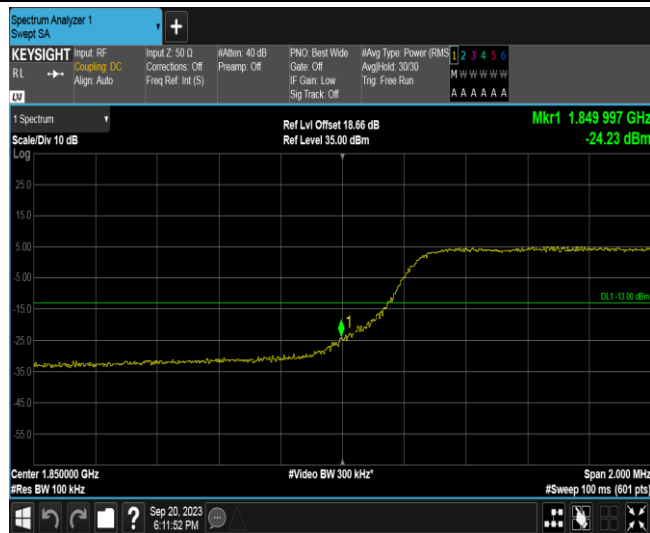 Spectrum Analyzer 1
Swept SA
+
KEYSIGHT
RL
LXI
Input: RF
Coupling: DC
Align: Auto
Input Z: 50 Ω
Corrections: Off
Freq Ref: Int (S)
#Atten: 40 dB
Preamp: Off
PNO: Best Wide
Gate: Off
IF Gain: Low
Sig Track: Off
#Avg Type: Power (RMS
Avg|Hold: 30/30
Trig: Free Run
1 2 3 4 5 6
M W W W W W
A A A A A A
1 Spectrum
Scale/Div 10 dB
Log
Ref Lvl Offset 18.66 dB
Ref Level 35.00 dBm
Mkr1 1.849 997 GHz
-24.23 dBm
25.0
15.0
5.00
-5.00
DL1 -13.00 dBm
-15.0
1
-25.0
-35.0
-45.0
-55.0
Center 1.850000 GHz
#Res BW 100 kHz
#Video BW 300 kHz*
Span 2.000 MHz
#Sweep 100 ms (601 pts)
?
Sep 20, 2023
6:11:52 PM